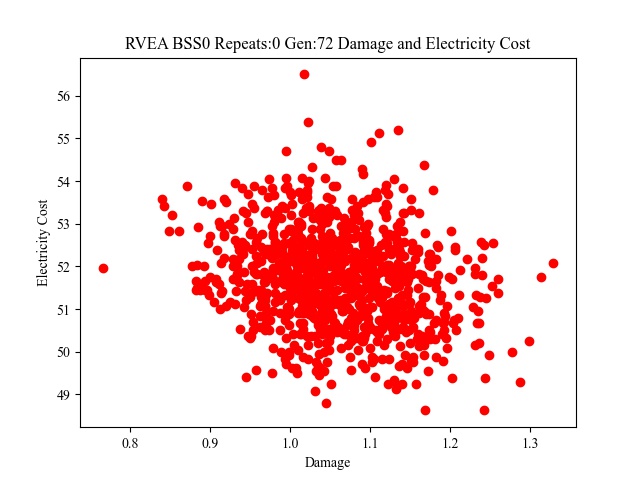 RVEA BSS0 Repeats:0 Gen:72 Damage and Electricity Cost
56
55
54
53
52
51
50
49
Electricity Cost
0.8 0.9 1.0 1.1 1.2 1.3
Damage